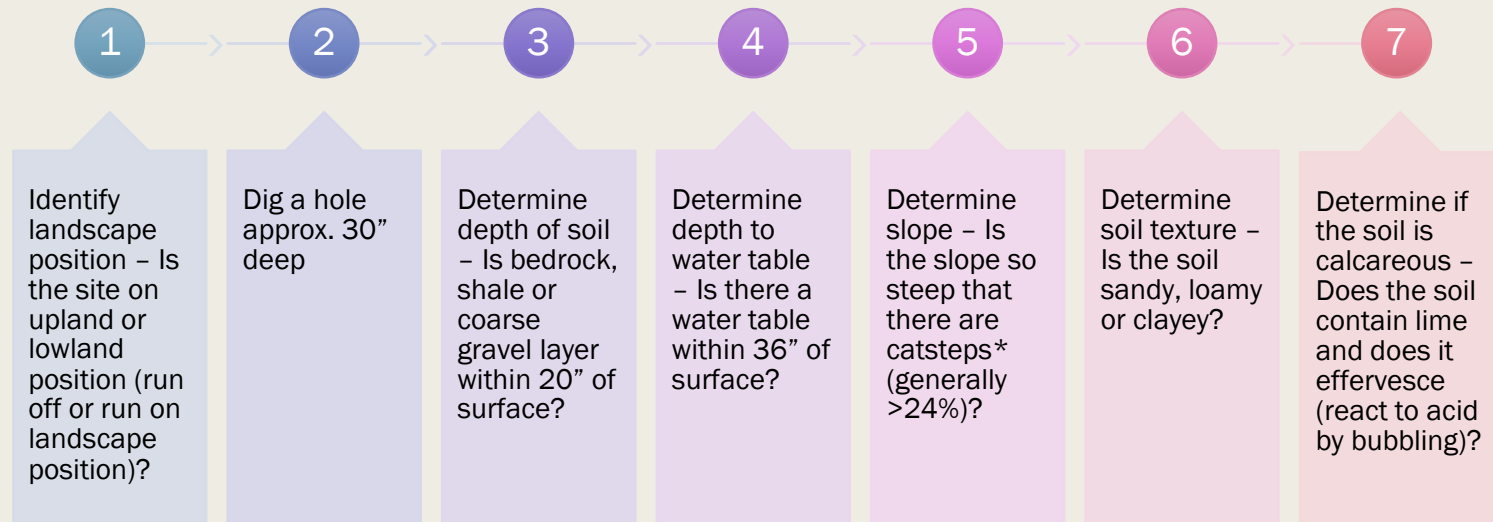 1
2
3
4
5
6
7
Identify
landscape
position – Is
the site on
upland or
lowland
position (run
off or run on
landscape
position)?
Dig a hole
approx. 30”
deep
Determine
depth of soil
– Is bedrock,
shale or
coarse
gravel layer
within 20” of
surface?
Determine
depth to
water table
– Is there a
water table
within 36” of
surface?
Determine
slope – Is
the slope so
steep that
there are
catsteps*
(generally
>24%)?
Determine
soil texture –
Is the soil
sandy, loamy
or clayey?
Determine if
the soil is
calcareous –
Does the soil
contain lime
and does it
effervesce
(react to acid
by bubbling)?